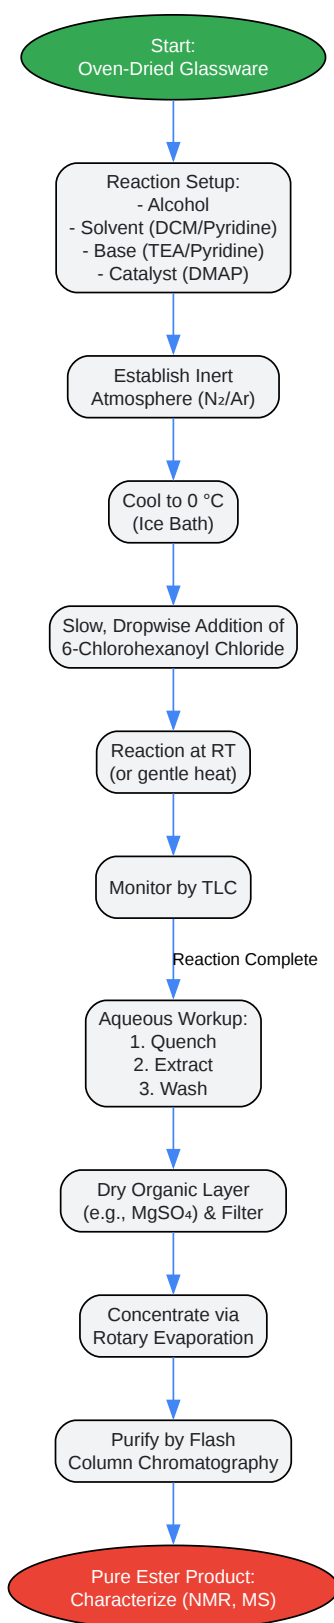 Start:
Oven-Dried Glassware
Reaction Setup:
- Alcohol
- Solvent (DCM/Pyridine)
- Base (TEA/Pyridine)
- Catalyst (DMAP)
Establish Inert
Atmosphere (N₂/Ar)
Cool to 0 °C
(Ice Bath)
Slow, Dropwise Addition of
6-Chlorohexanoyl Chloride
Reaction at RT
(or gentle heat)
Monitor by TLC
Reaction Complete
Aqueous Workup:
1. Quench
2. Extract
3. Wash
Dry Organic Layer
(e.g., MgSO₄) & Filter
Concentrate via
Rotary Evaporation
Purify by Flash
Column Chromatography
Pure Ester Product:
Characterize (NMR, MS)